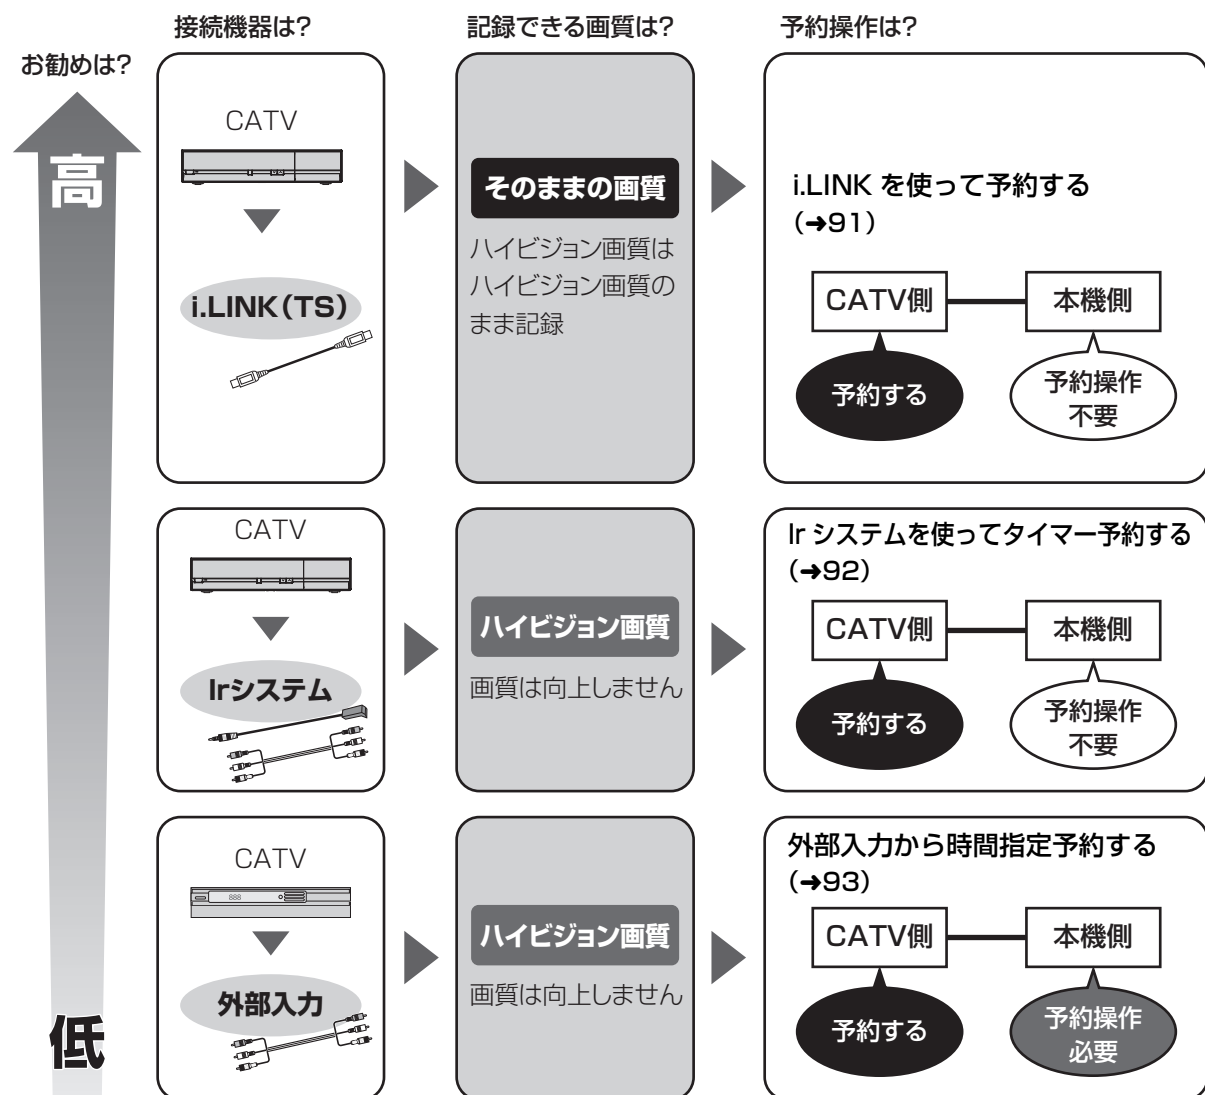 接続機器は?
記録できる画質は?
予約操作は?
お勧めは?
高
CATV
i.LINK(TS)
そのままの画質
ハイビジョン画質は
ハイビジョン画質の
まま記録
i.LINK を使って予約する
(➜91)
CATV側
本機側
予約する
予約操作
不要
CATV
Irシステム
ハイビジョン画質
画質は向上しません
Ir システムを使ってタイマー予約する
(➜92)
CATV側
本機側
予約する
予約操作
不要
CATV
888
外部入力
ハイビジョン画質
画質は向上しません
外部入力から時間指定予約する
(➜93)
CATV側
本機側
予約する
予約操作
必要
低